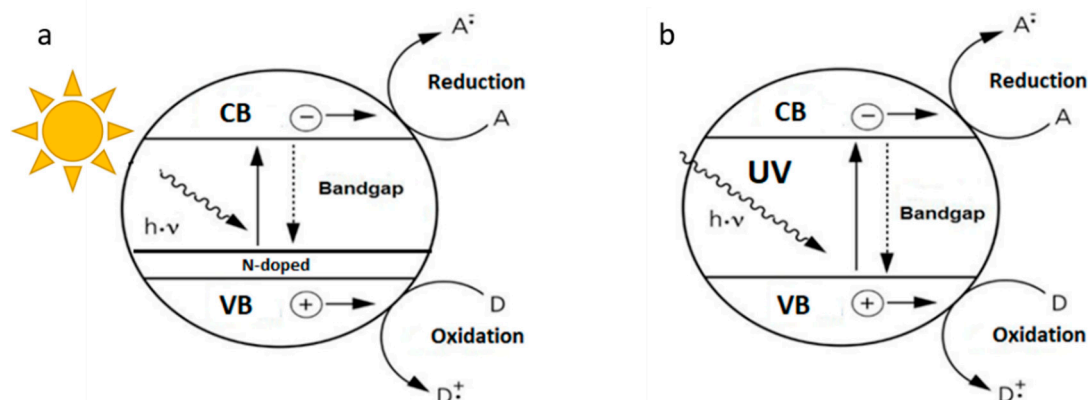 a
A•̄
Reduction
CB
−
A
Bandgap
h·ν
N-doped
VB
+
D
Oxidation
D•⁺
b
A•̄
Reduction
CB
−
A
UV
h·ν
Bandgap
VB
+
D
Oxidation
D•⁺